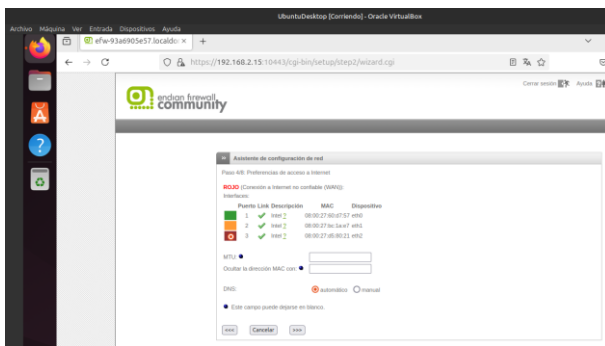 UbuntuDesktop [Corriendo] - Oracle VirtualBox
Archivo Máquina Ver Entrada Dispositivos Ayuda
efw-93a6905e57.localdo
https://192.168.2.15:10443/cgi-bin/setup/step2/wizard.cgi
Cerrar sesión Ayuda
endian firewall
community
Asistente de configuración de red
Paso 4/8: Preferencias de acceso a Internet
ROJO (Conexión a Internet no confiable (WAN)):
Interfaces:
Puerto Link Descripción MAC Dispositivo
1 Intel ? 08:00:27:90:d7:57 eth0
2 Intel ? 08:00:27:bc:1a:e7 eth1
3 Intel ? 08:00:27:d5:80:21 eth2
MTU:
Ocultar la dirección MAC con:
DNS: automático manual
Este campo puede dejarse en blanco.
<<< Cancelar >>>